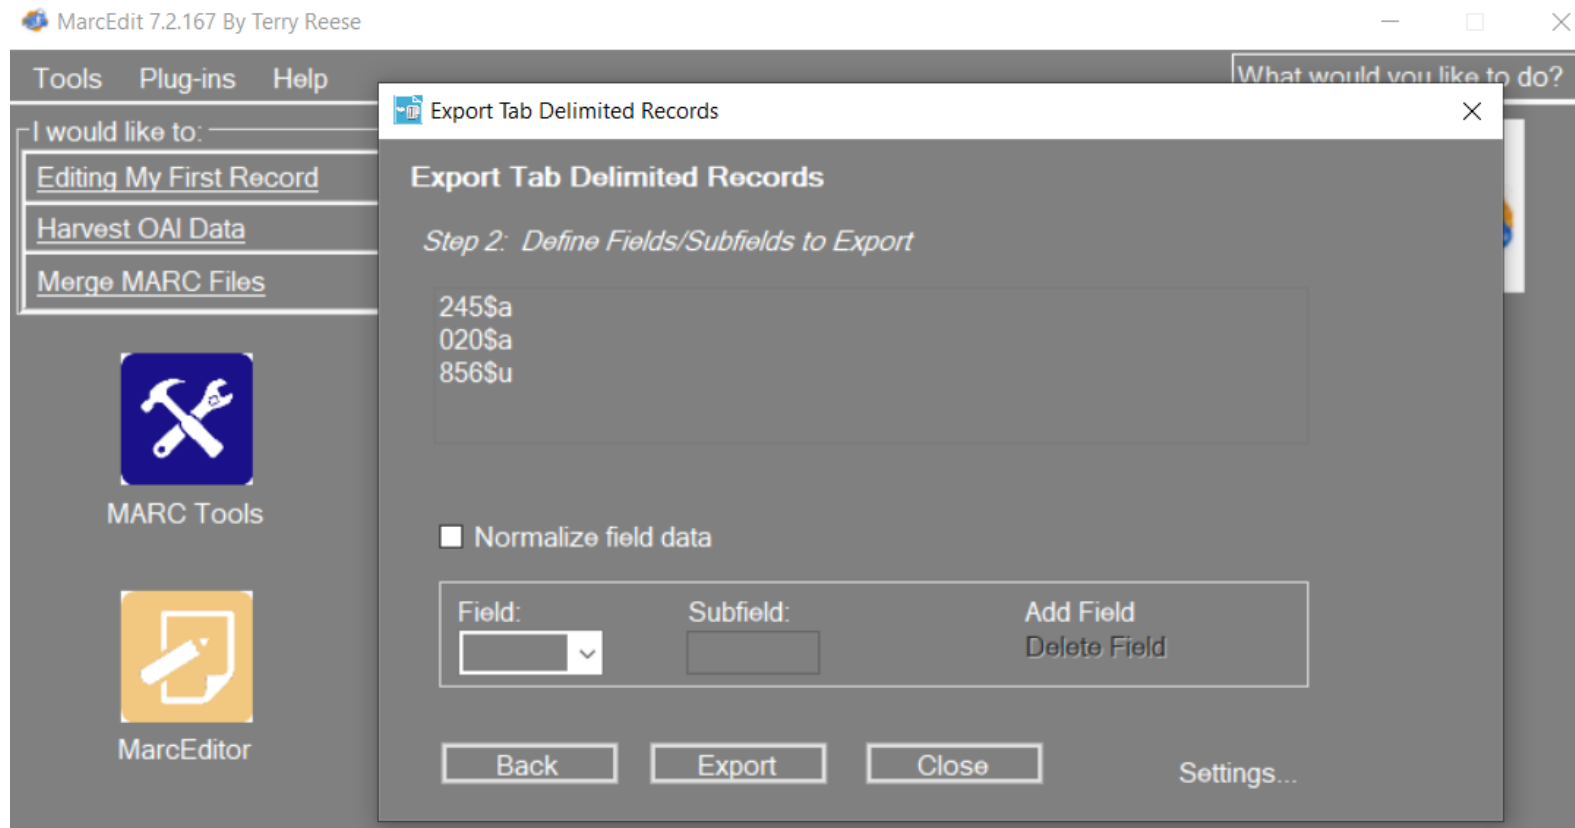 MarcEdit 7.2.167 By Terry Reese
Tools Plug-ins Help
What would you like to do?
I would like to:
Editing My First Record
Harvest OAI Data
Merge MARC Files
MARC Tools
MarcEditor
Export Tab Delimited Records
Export Tab Delimited Records
Step 2: Define Fields/Subfields to Export
245$a
020$a
856$u
Normalize field data
Field: Subfield: Add Field
Delete Field
Back Export Close Settings...